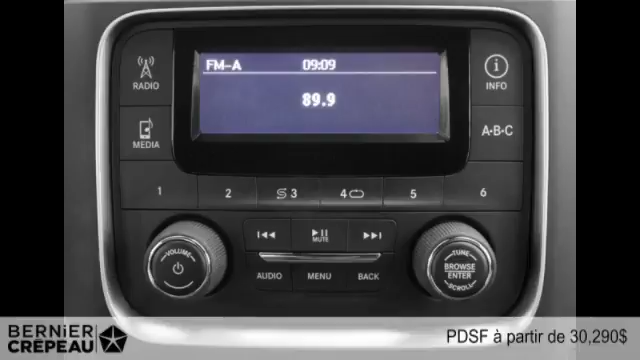 FM-A 09:09
89.9
RADIO
INFO
MEDIA
A•B•C
1 2 3 4 5 6
MUTE
VOLUME
TUNE
BROWSE
ENTER
SCROLL
AUDIO MENU BACK
BERNIER
CRÉPEAU
PDSF à partir de 30,290$